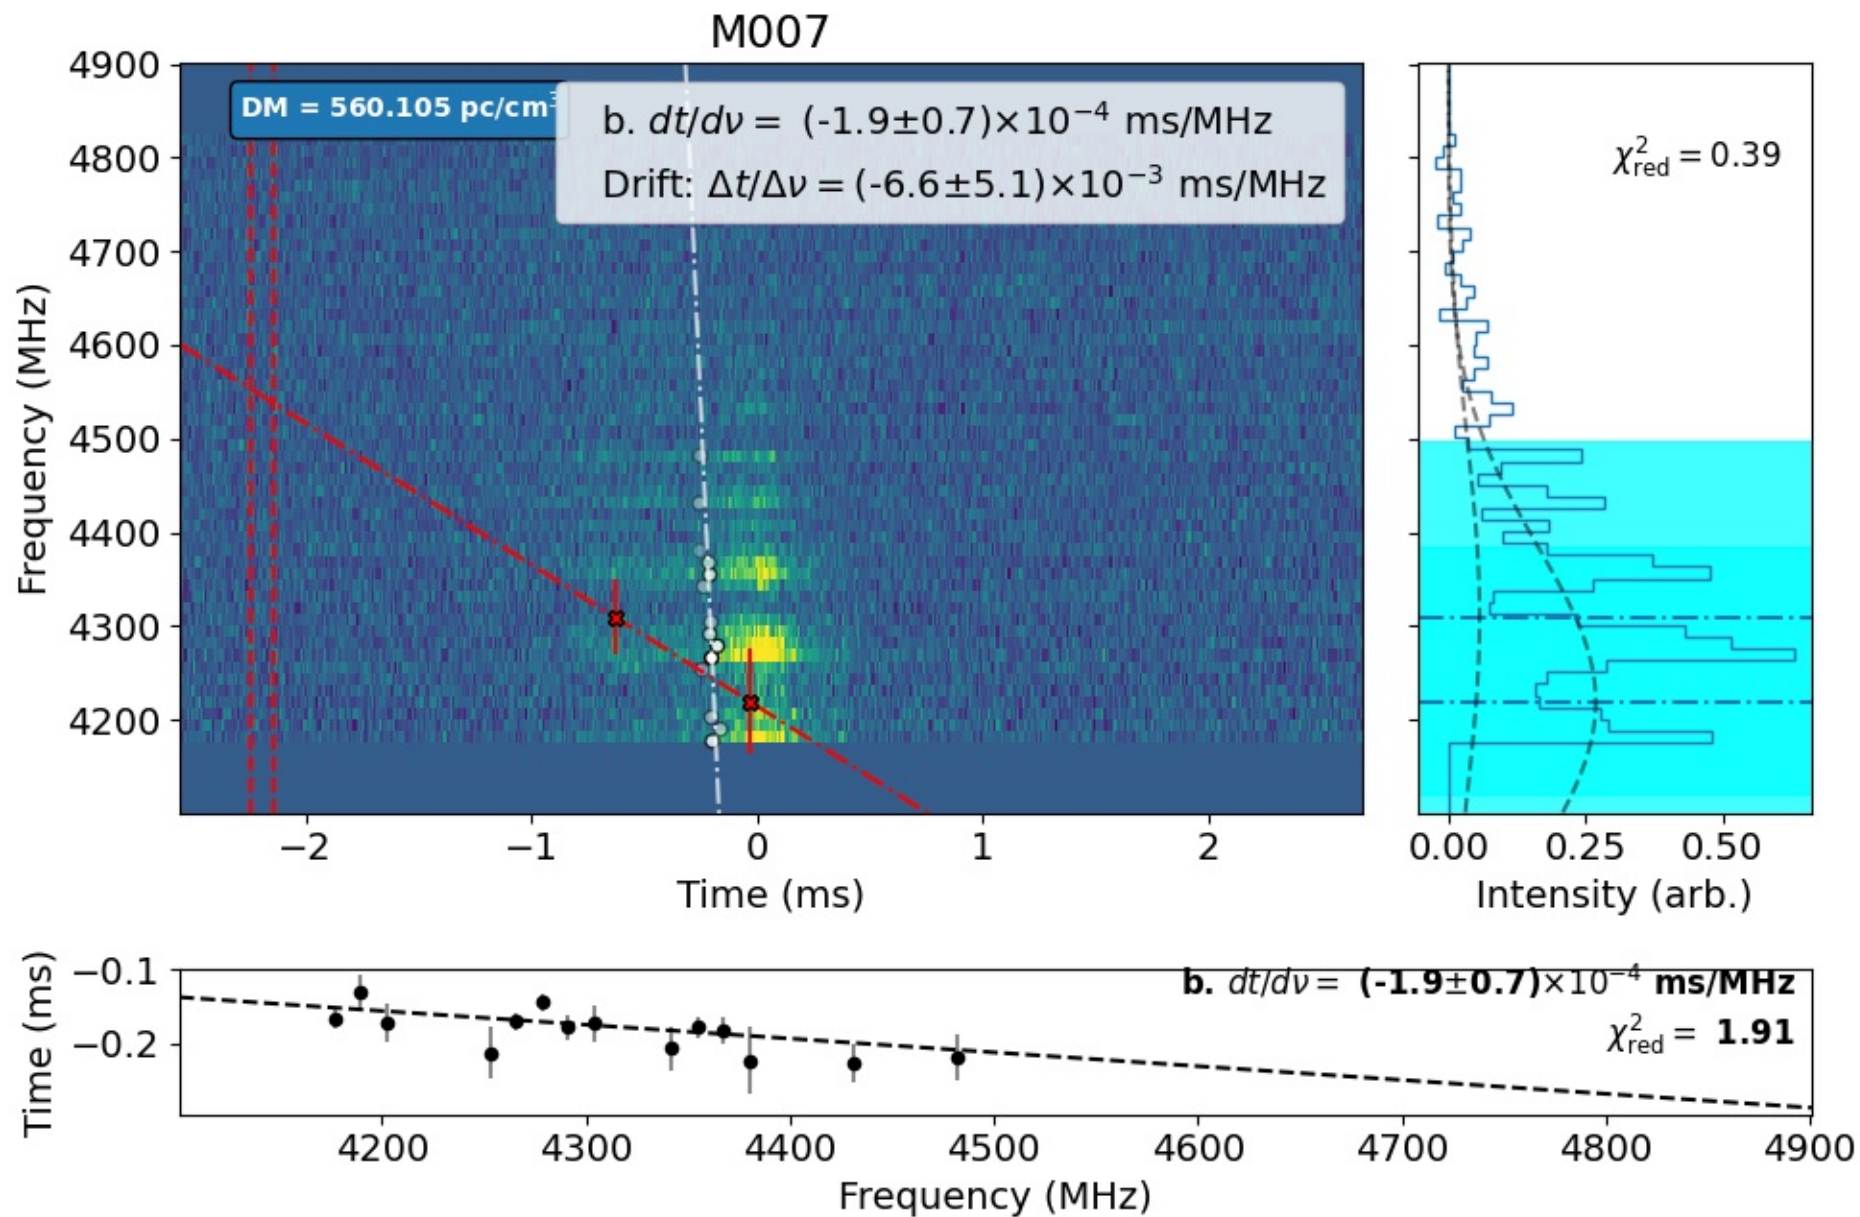 M007
4900
4800
4700
4600
4500
4400
4300
4200
Frequency (MHz)
DM = 560.105 pc/cm³
b. dt/dν = (-1.9±0.7)×10⁻⁴ ms/MHz
Drift: Δt/Δν = (-6.6±5.1)×10⁻³ ms/MHz
−2 −1 0 1 2
Time (ms)
χ²red = 0.39
0.00 0.25 0.50
Intensity (arb.)
−0.1
−0.2
Time (ms)
b. dt/dν = (-1.9±0.7)×10⁻⁴ ms/MHz
χ²red = 1.91
4200 4300 4400 4500 4600 4700 4800 4900
Frequency (MHz)